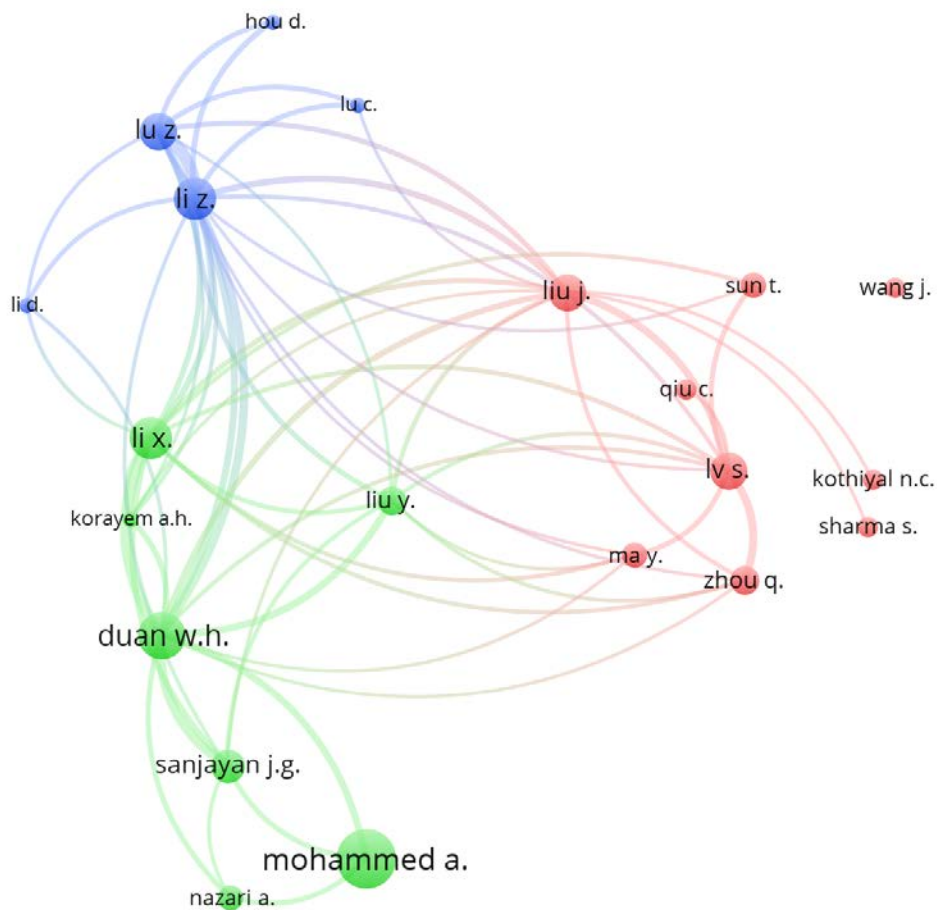 hou d.
lu c.
lu z.
li z.
liu j.
sun t.
wang j.
li d.
qiu c.
li x.
lv s.
kothiyal n.c.
liu y.
korayem a.h.
sharma s.
ma y.
zhou q.
duan w.h.
sanjayan j.g.
mohammed a.
nazari a.